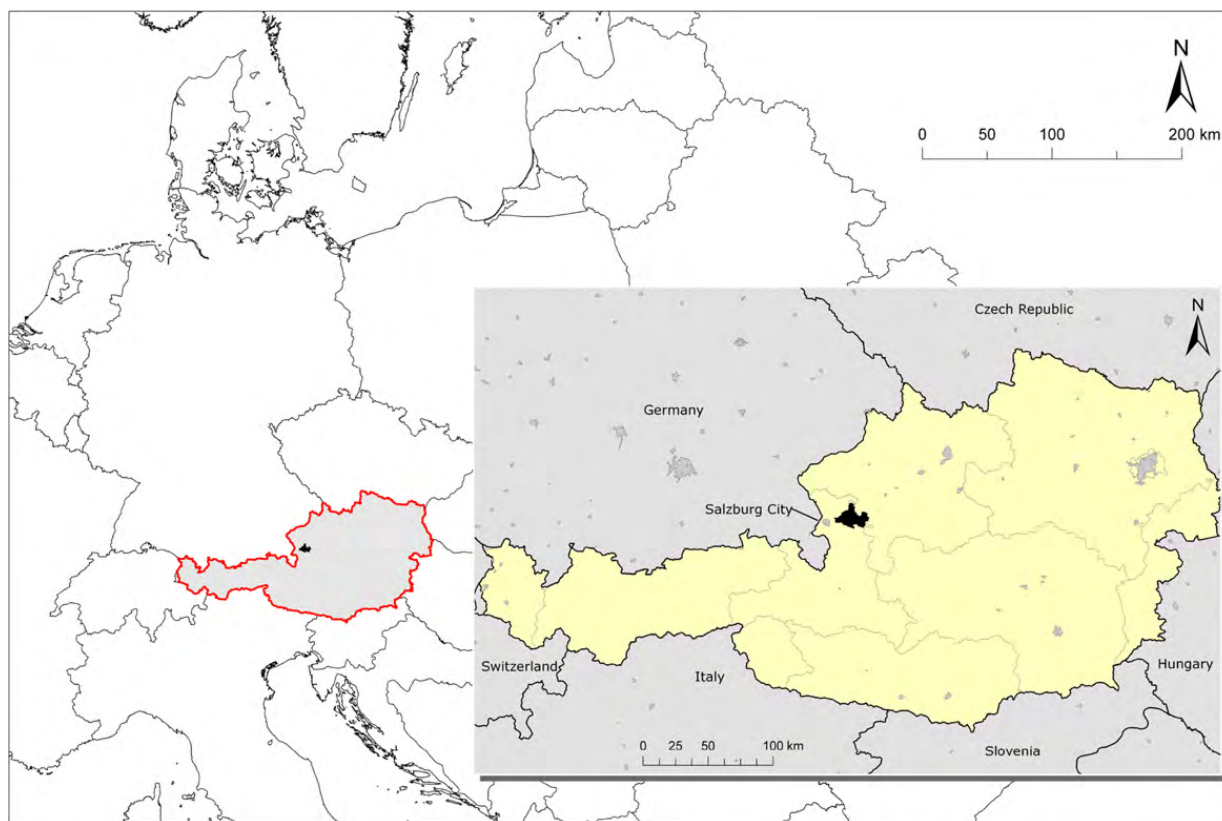 N
0 50 100 200 km
Czech Republic
N
Germany
Salzburg City
Switzerland
Italy
Hungary
0 25 50 100 km
Slovenia